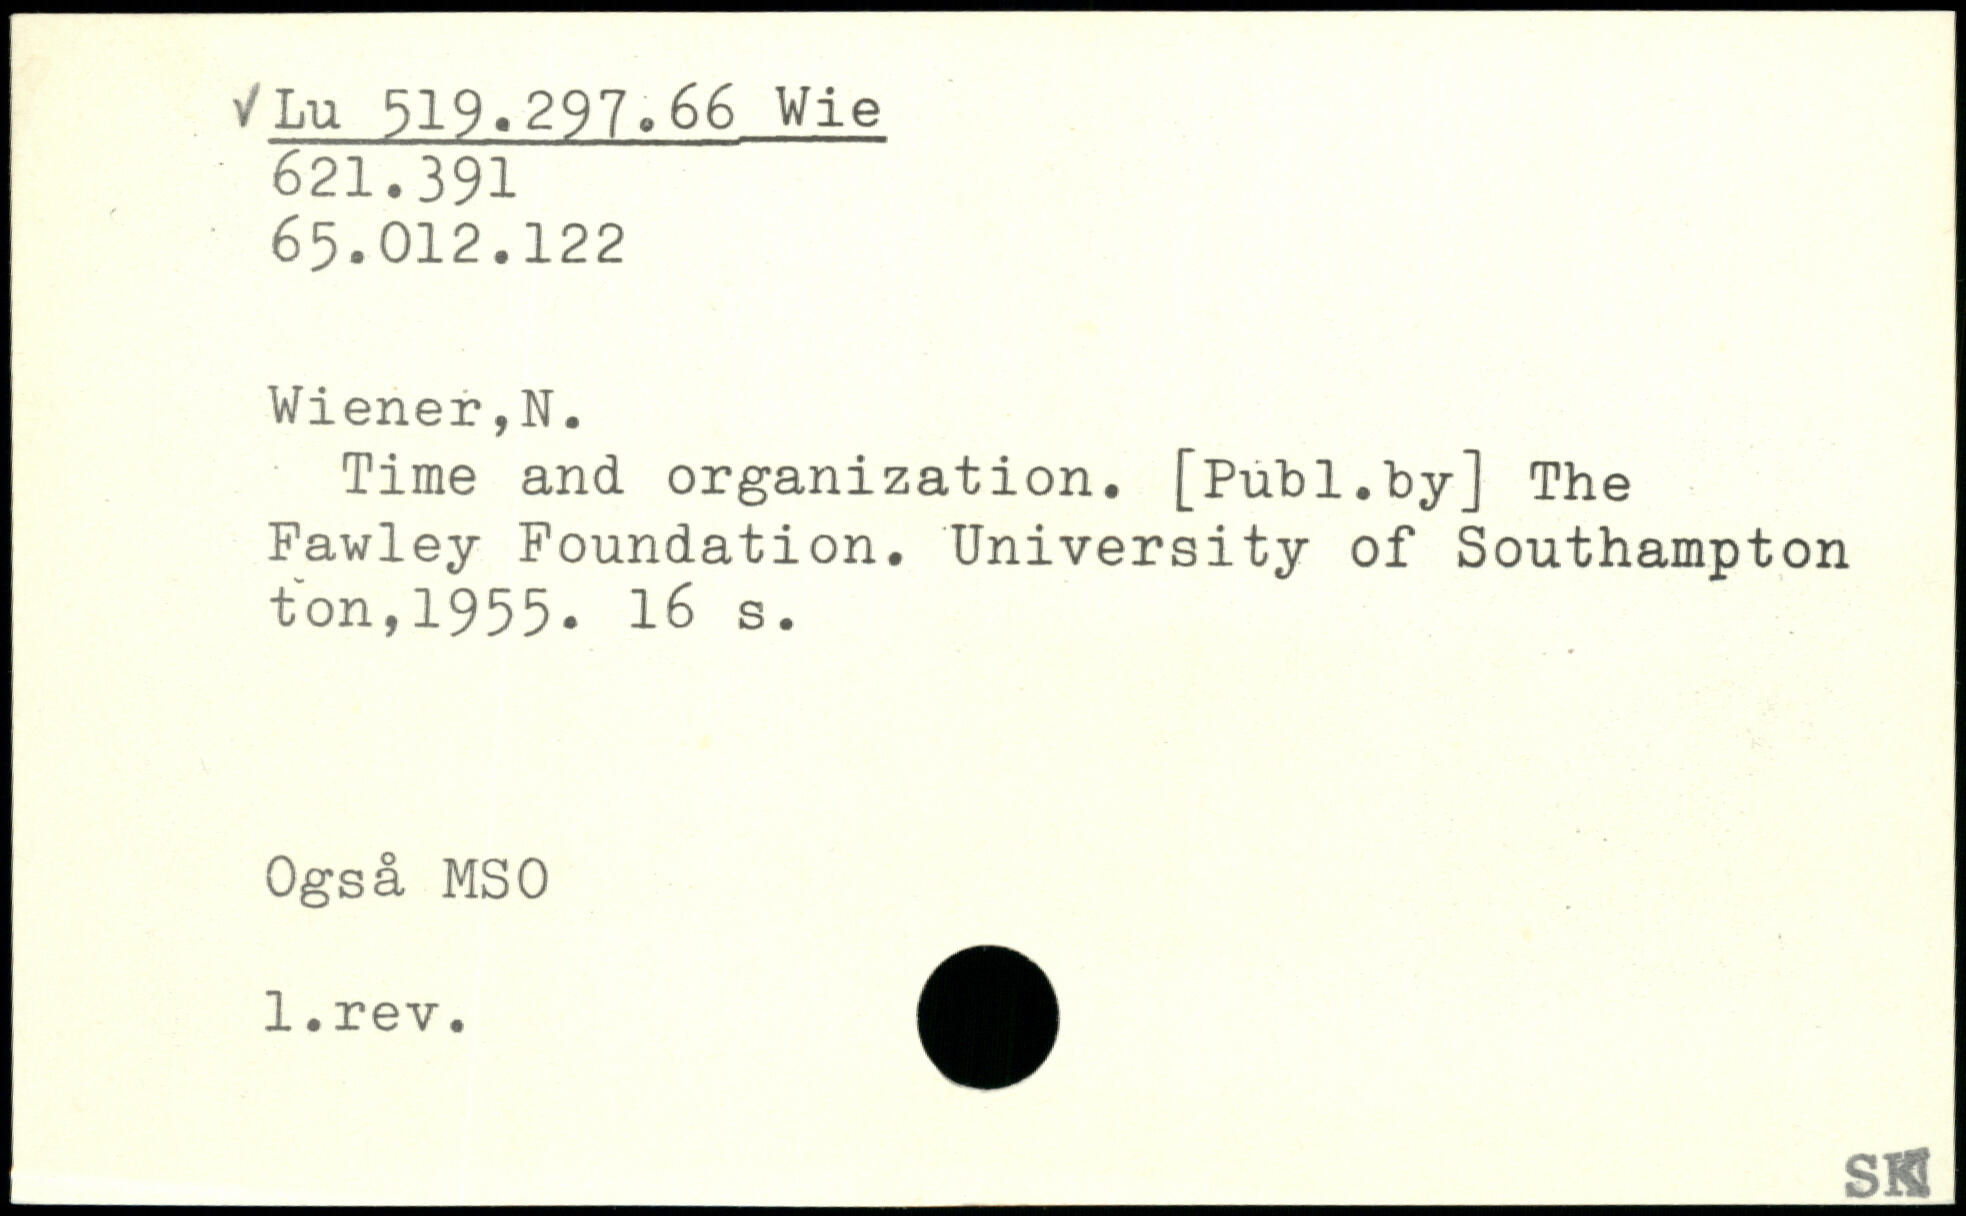 √ Lu 519.297.66 Wie
621.391
65.012.122
Wiener,N.
Time and organization. [Publ.by] The
Fawley Foundation. University of Southampton
ton,1955. 16 s.
Også MSO
1.rev.